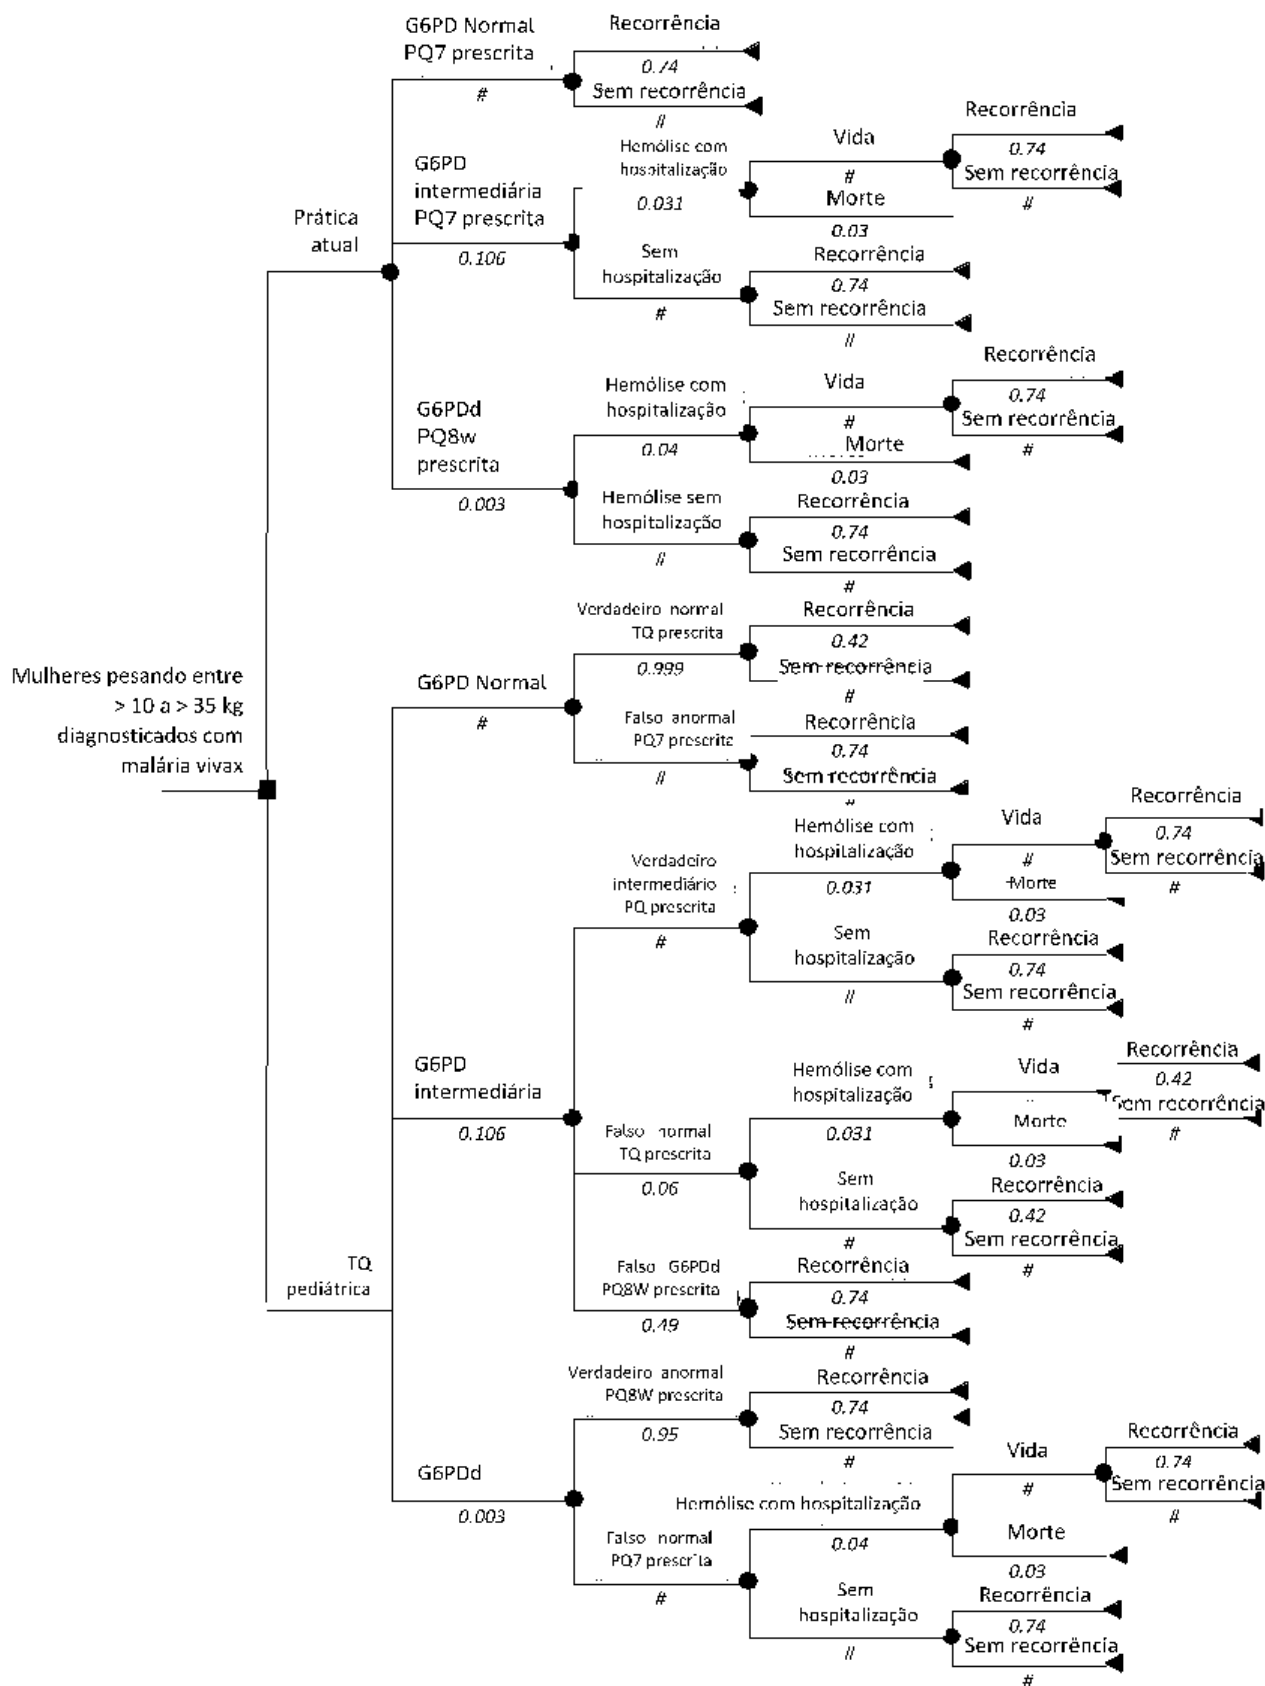 G6PD Normal
PQ7 prescrita
#
Recorrência
0.74
Sem recorrência
#
Prática
atual
G6PD
intermediária
PQ7 prescrita
0.106
Hemólise com
hospitalização
0.031
Vida
#
Morte
0.03
Recorrência
0.74
Sem recorrência
#
Sem
hospitalização
#
Recorrência
0.74
Sem recorrência
#
G6PDd
PQ8w
prescrita
0.003
Hemólise com
hospitalização
0.04
Vida
#
Morte
0.03
Recorrência
0.74
Sem recorrência
#
Hemólise sem
hospitalização
#
Recorrência
0.74
Sem recorrência
#
Mulheres pesando entre
> 10 a > 35 kg
diagnosticados com
malária vivax
G6PD Normal
#
Verdadeiro normal
TQ prescrita
0.999
Recorrência
0.42
Sem recorrência
#
Falso anormal
PQ7 prescrita
#
Recorrência
0.74
Sem recorrência
#
G6PD
intermediária
0.106
Verdadeiro
intermediário
PQ prescrita
#
Hemólise com
hospitalização
0.031
Vida
#
Morte
0.03
Recorrência
0.74
Sem recorrência
#
Sem
hospitalização
#
Recorrência
0.74
Sem recorrência
#
Falso normal
TQ prescrita
0.06
Hemólise com
hospitalização
0.031
Vida
Morte
0.03
Recorrência
0.42
Sem recorrência
#
Sem
hospitalização
#
Recorrência
0.42
Sem recorrência
#
Falso G6PDd
PQ8W prescrita
0.49
Recorrência
0.74
Sem recorrência
#
TQ
pediátrica
G6PDd
0.003
Verdadeiro anormal
PQ8W prescrita
0.95
Recorrência
0.74
Sem recorrência
#
Falso normal
PQ7 prescrita
#
Hemólise com hospitalização
0.04
Vida
#
Morte
0.03
Recorrência
0.74
Sem recorrência
#
Sem
hospitalização
#
Recorrência
0.74
Sem recorrência
#